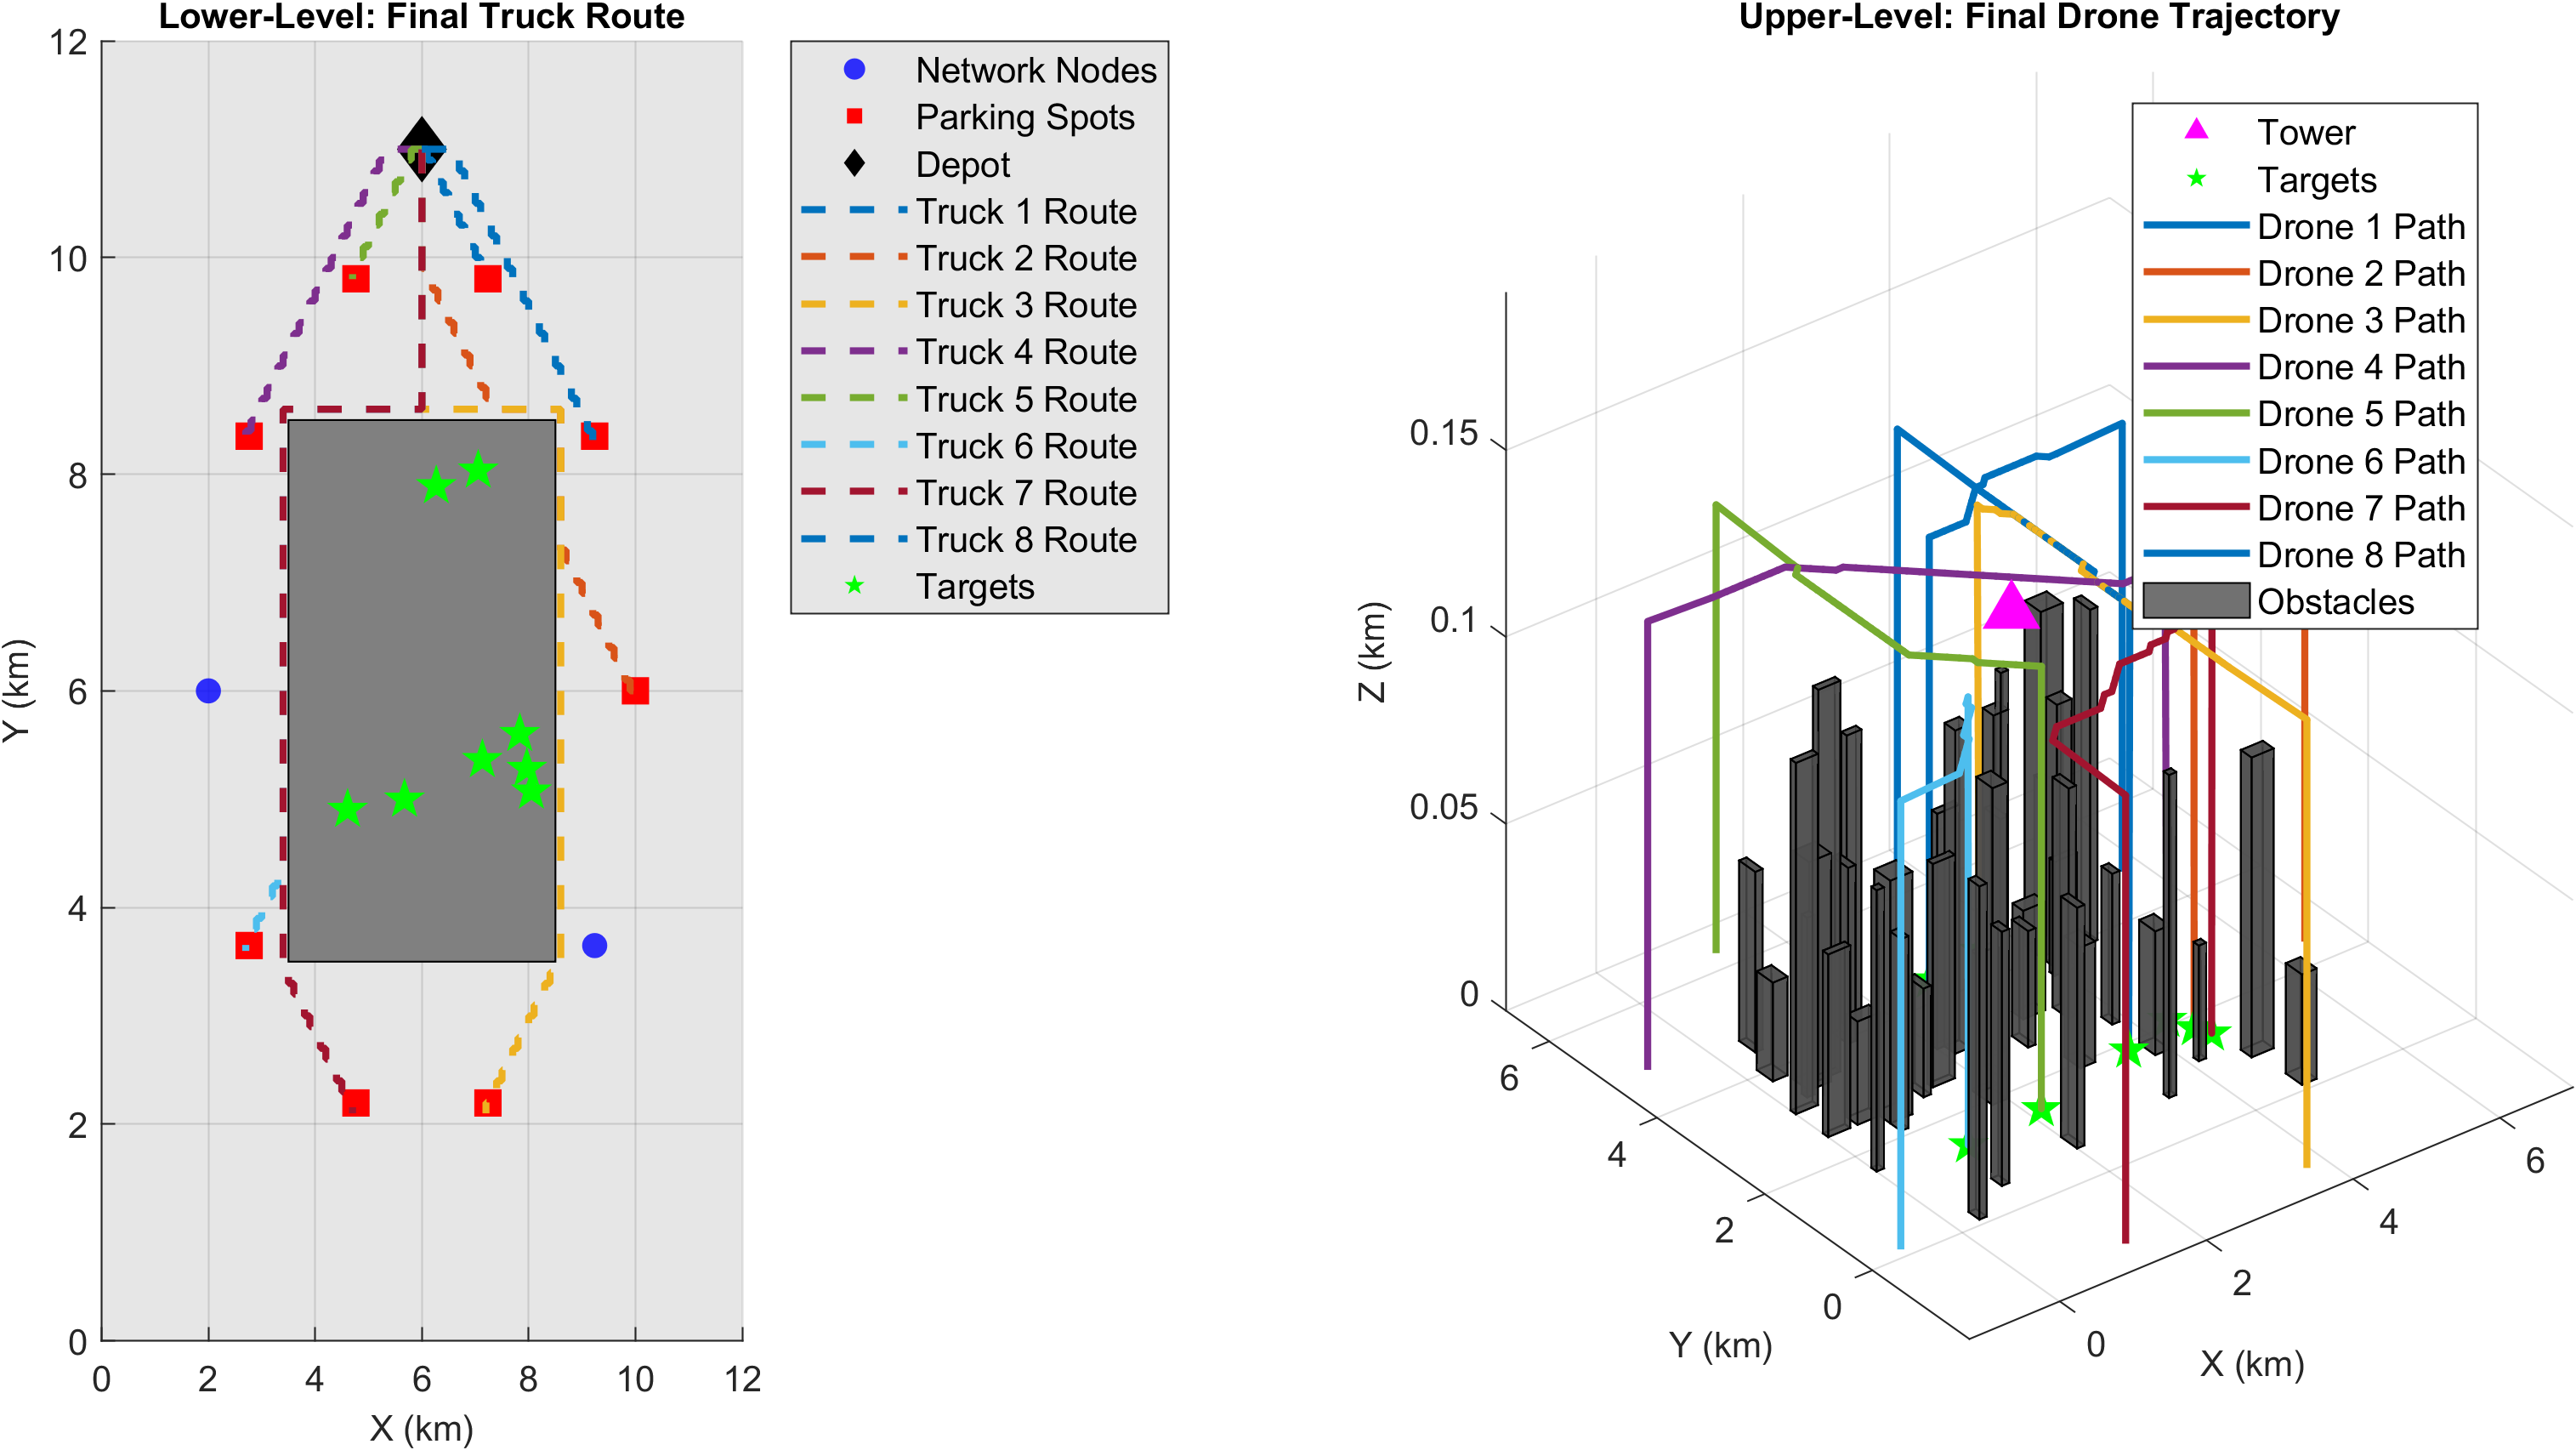 Lower-Level: Final Truck Route
12
10
8
6
4
2
0
0 2 4 6 8 10 12
X (km)
Y (km)
Network Nodes
Parking Spots
Depot
Truck 1 Route
Truck 2 Route
Truck 3 Route
Truck 4 Route
Truck 5 Route
Truck 6 Route
Truck 7 Route
Truck 8 Route
Targets
Upper-Level: Final Drone Trajectory
Tower
Targets
Drone 1 Path
Drone 2 Path
Drone 3 Path
Drone 4 Path
Drone 5 Path
Drone 6 Path
Drone 7 Path
Drone 8 Path
Obstacles
0.15
0.1
0.05
0
Z (km)
6
4
2
0
Y (km)
0
2
4
6
X (km)